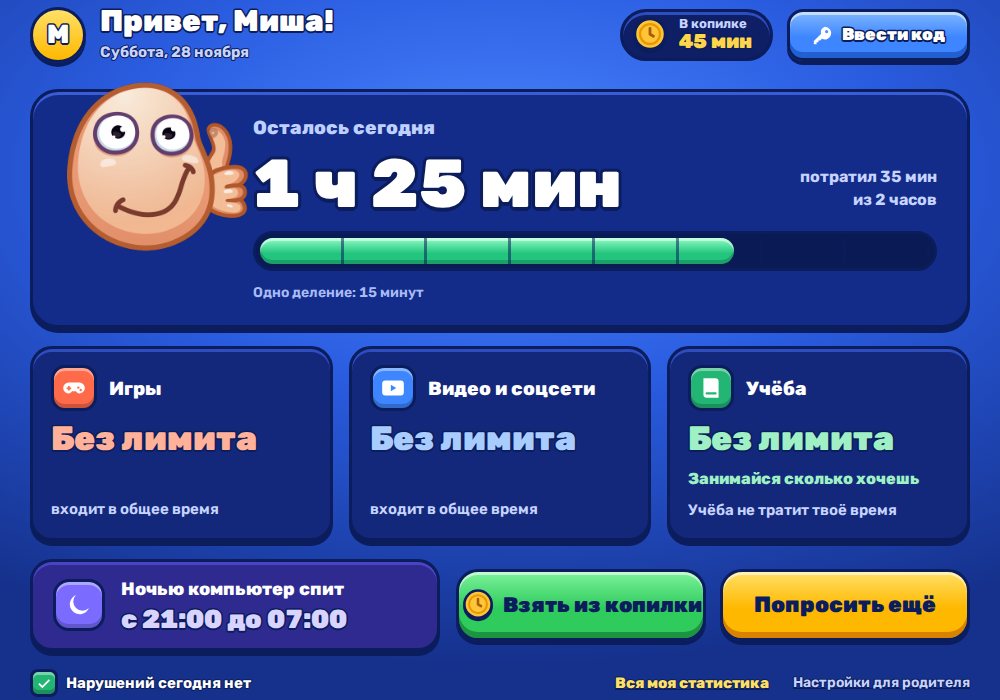 М
Привет, Миша!
Суббота, 28 ноября
В копилке
45 мин
Ввести код
Осталось сегодня
1 ч 25 мин
потратил 35 мин
из 2 часов
Одно деление: 15 минут
Игры
Без лимита
входит в общее время
Видео и соцсети
Без лимита
входит в общее время
Учёба
Без лимита
Занимайся сколько хочешь
Учёба не тратит твоё время
Ночью компьютер спит
с 21:00 до 07:00
Взять из копилки
Попросить ещё
Нарушений сегодня нет
Вся моя статистика
Настройки для родителя